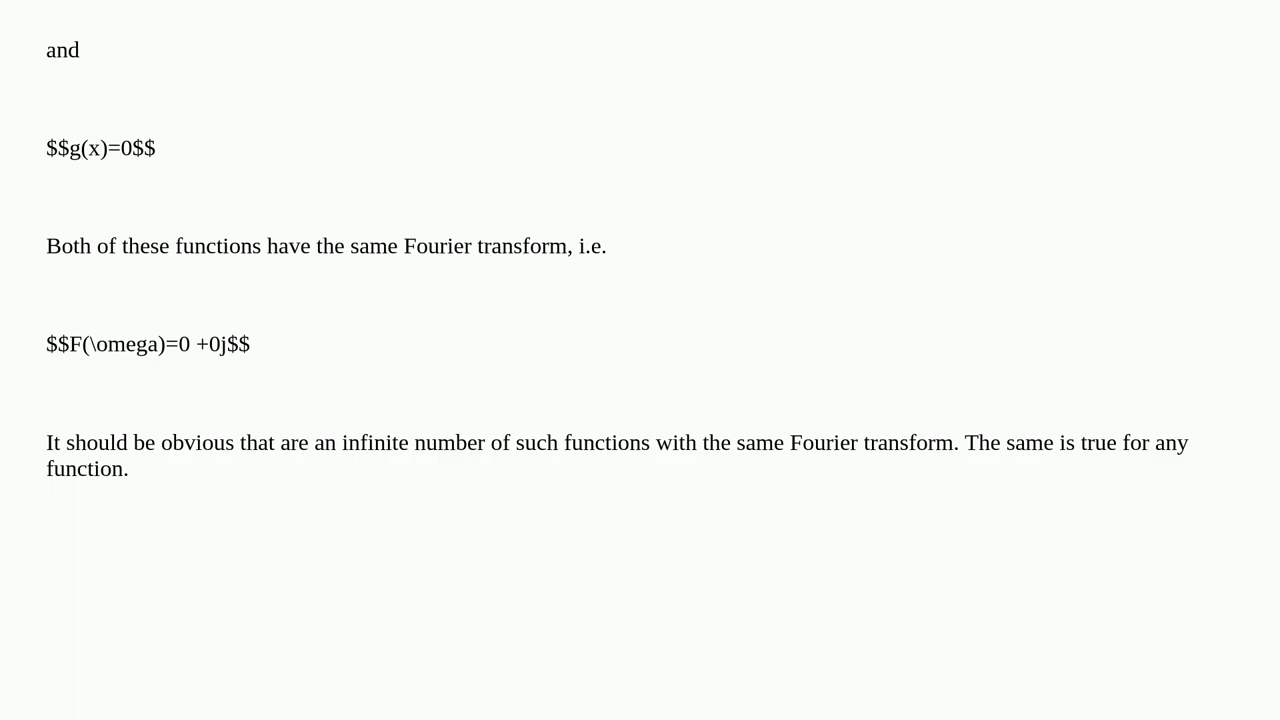 and
$$g(x)=0$$
Both of these functions have the same Fourier transform, i.e.
$$F(\omega)=0 +0j$$
It should be obvious that are an infinite number of such functions with the same Fourier transform. The same is true for any
function.